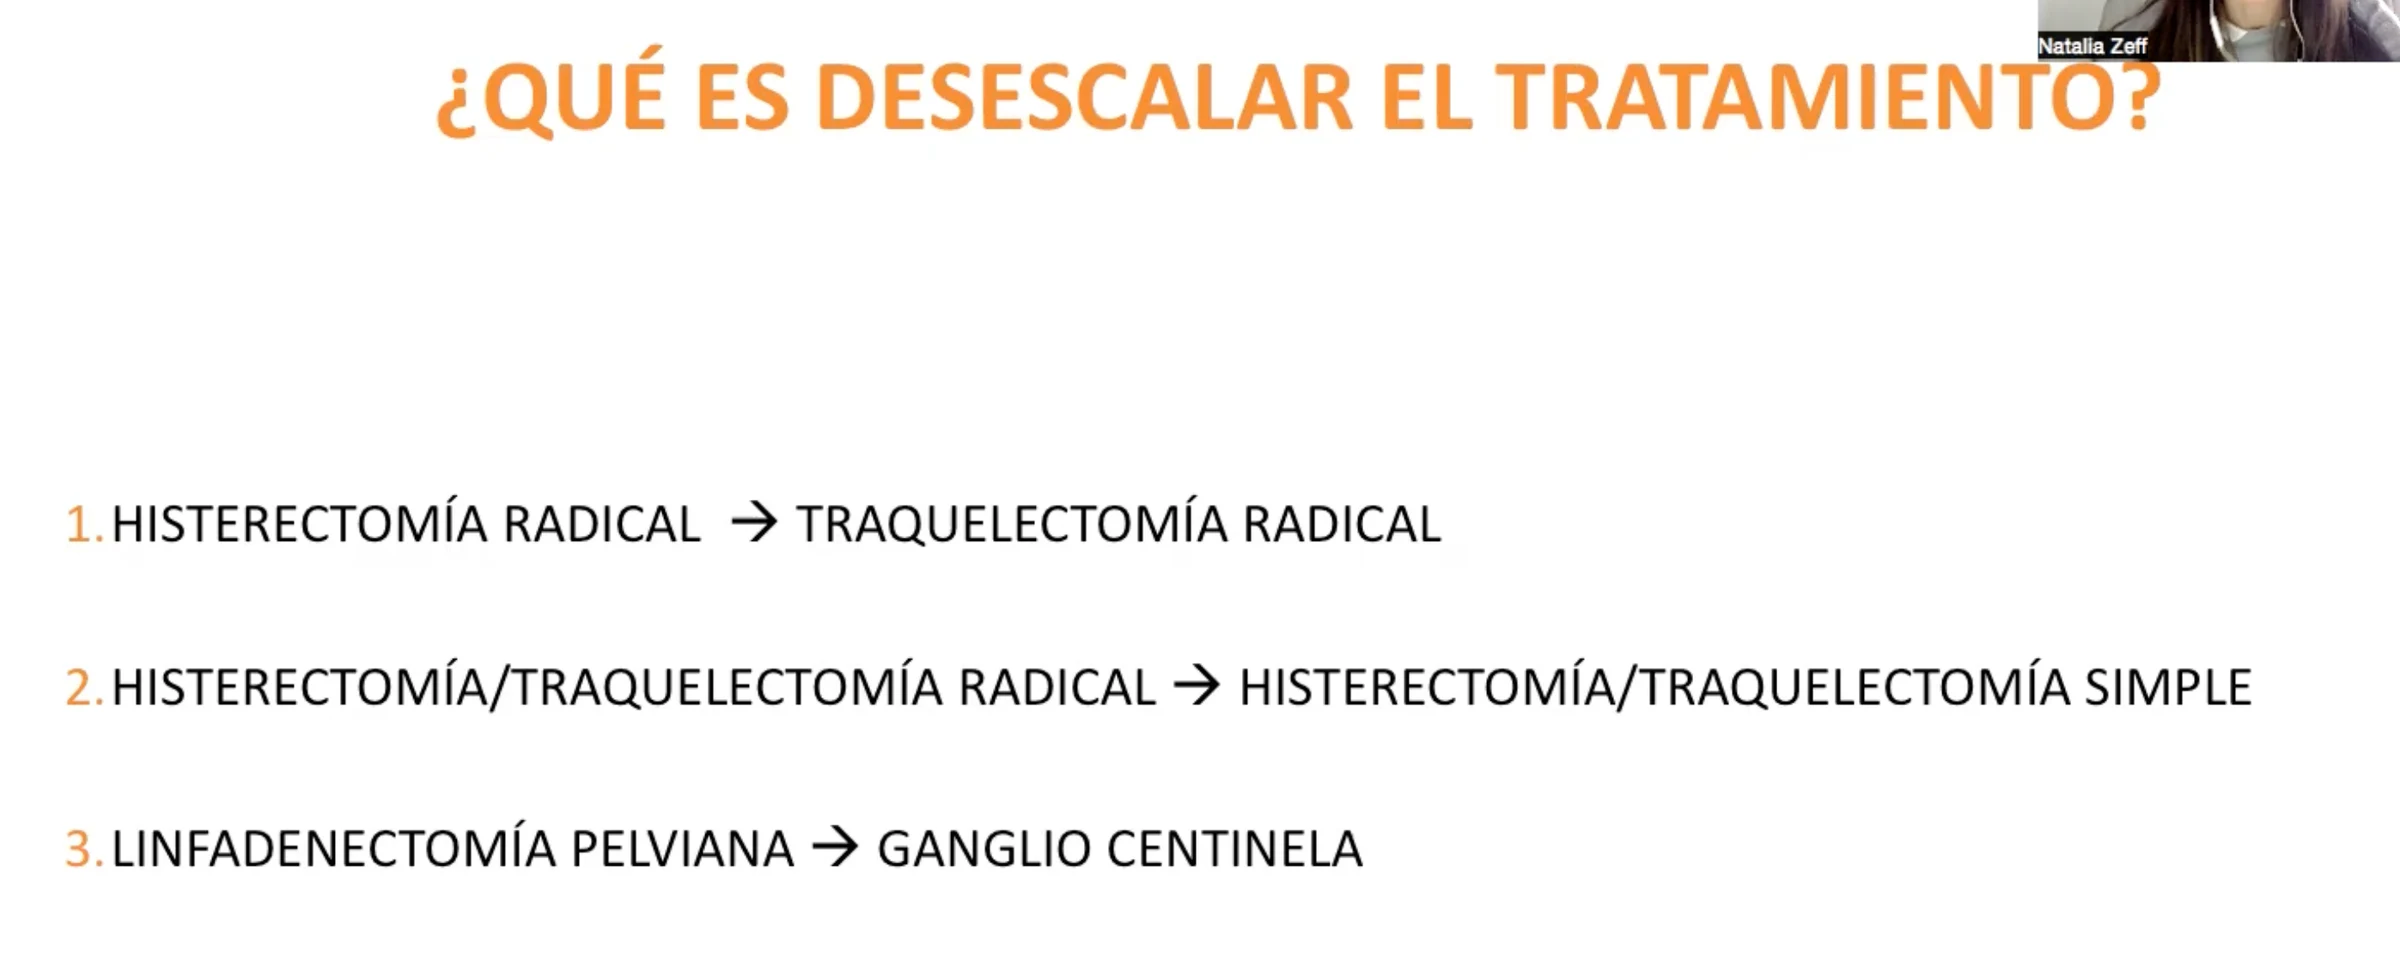 Natalia Zeff
¿QUÉ ES DESESCALAR EL TRATAMIENTO?
1. HISTERECTOMÍA RADICAL → TRAQUELECTOMÍA RADICAL
2. HISTERECTOMÍA/TRAQUELECTOMÍA RADICAL → HISTERECTOMÍA/TRAQUELECTOMÍA SIMPLE
3. LINFADENECTOMÍA PELVIANA → GANGLIO CENTINELA